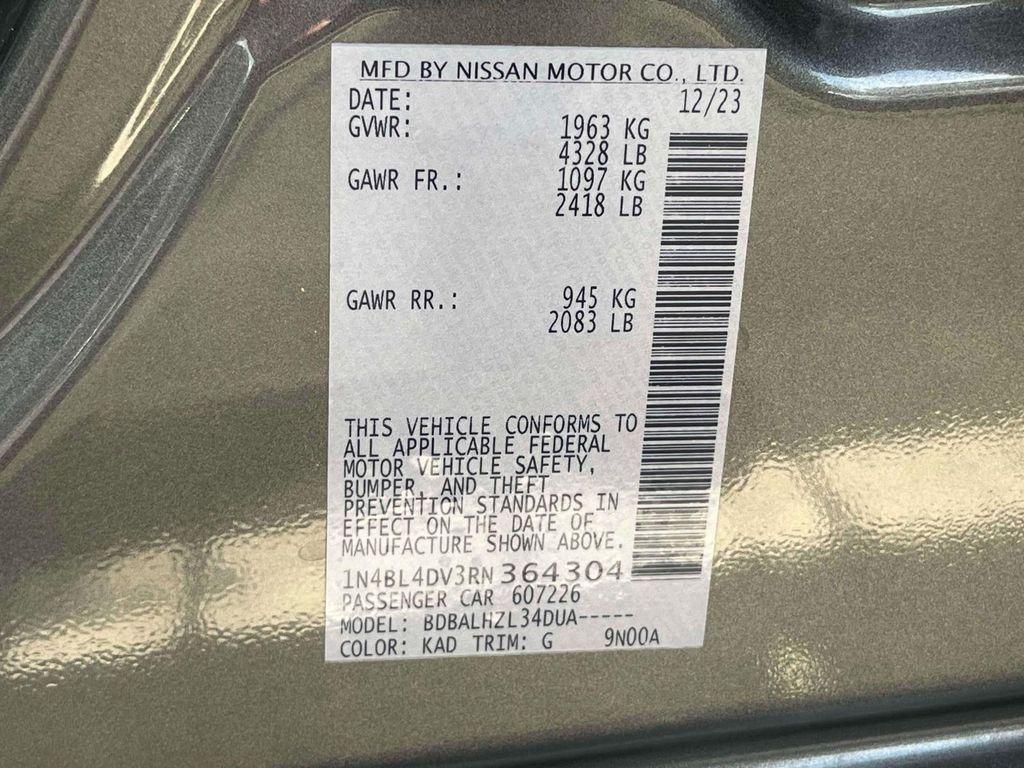 MFD BY NISSAN MOTOR CO., LTD.
DATE: 12/23
GVWR: 1963 KG
4328 LB
GAWR FR.: 1097 KG
2418 LB
GAWR RR.: 945 KG
2083 LB
THIS VEHICLE CONFORMS TO
ALL APPLICABLE FEDERAL
MOTOR VEHICLE SAFETY,
BUMPER, AND THEFT
PREVENTION STANDARDS IN
EFFECT ON THE DATE OF
MANUFACTURE SHOWN ABOVE.
1N4BL4DV3RN364304
PASSENGER CAR 607226
MODEL: BDBALHZL34DUA-----
COLOR: KAD TRIM: G 9N00A